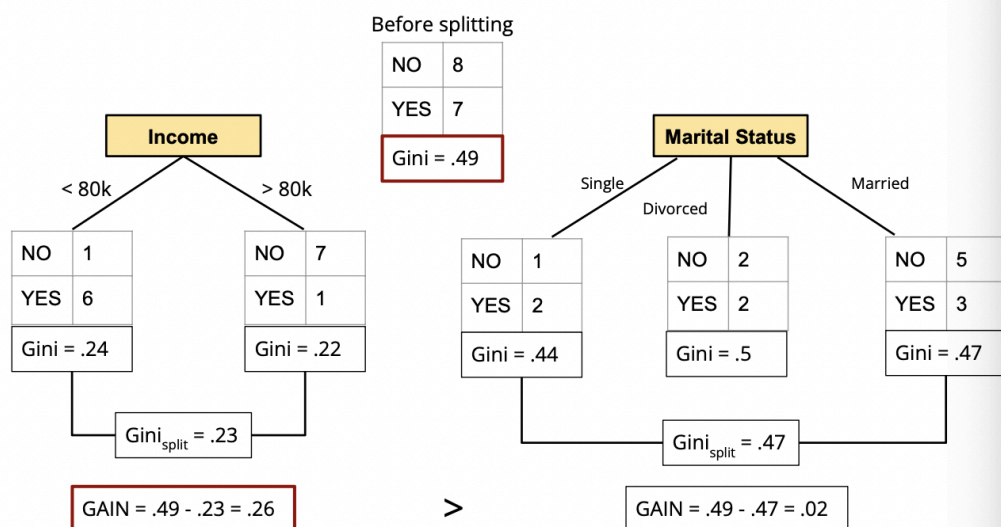 Before splitting
NO 8
YES 7
Gini = .49
Income
< 80k
> 80k
NO 1
YES 6
Gini = .24
NO 7
YES 1
Gini = .22
Gini split = .23
GAIN = .49 - .23 = .26
>
Marital Status
Single
Divorced
Married
NO 1
YES 2
Gini = .44
NO 2
YES 2
Gini = .5
NO 5
YES 3
Gini = .47
Gini split = .47
GAIN = .49 - .47 = .02